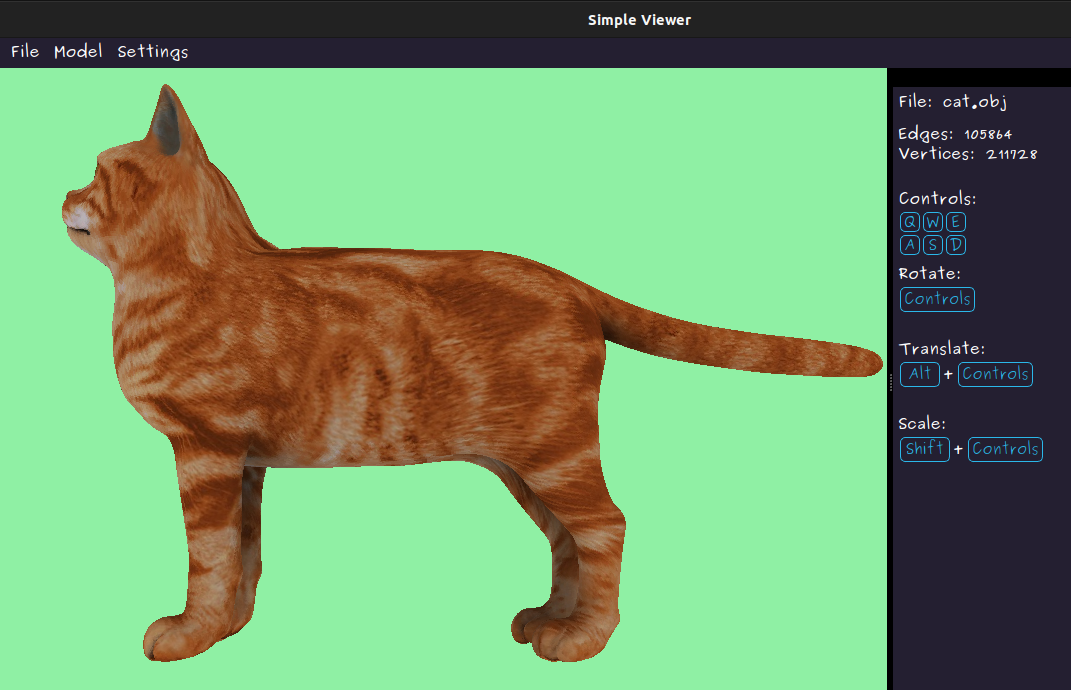 Simple Viewer
File Model Settings
File: cat.obj
Edges: 105864
Vertices: 211728
Controls:
Q W E
A S D
Rotate:
Controls
Translate:
Alt + Controls
Scale:
Shift + Controls